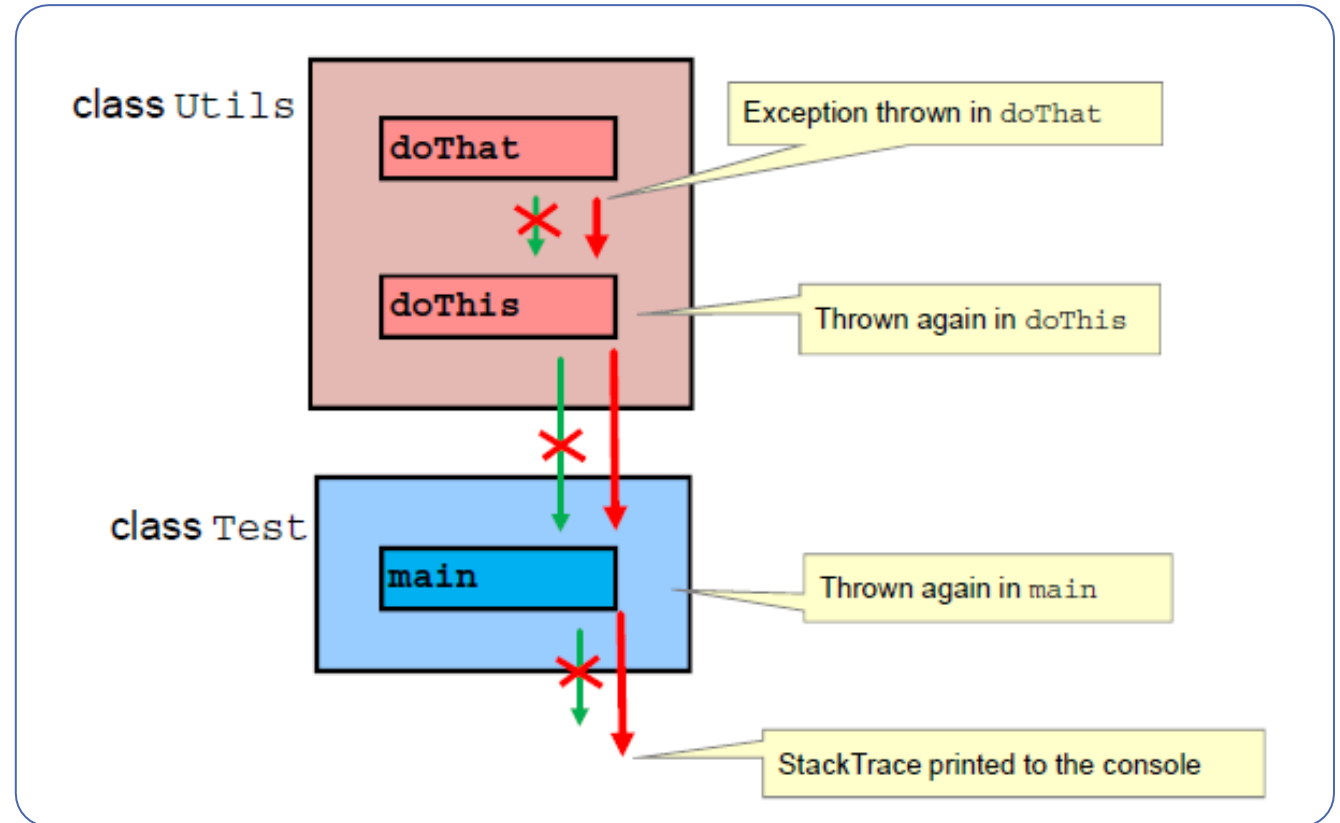 class Utils
doThat
Exception thrown in doThat
doThis
Thrown again in doThis
class Test
main
Thrown again in main
StackTrace printed to the console